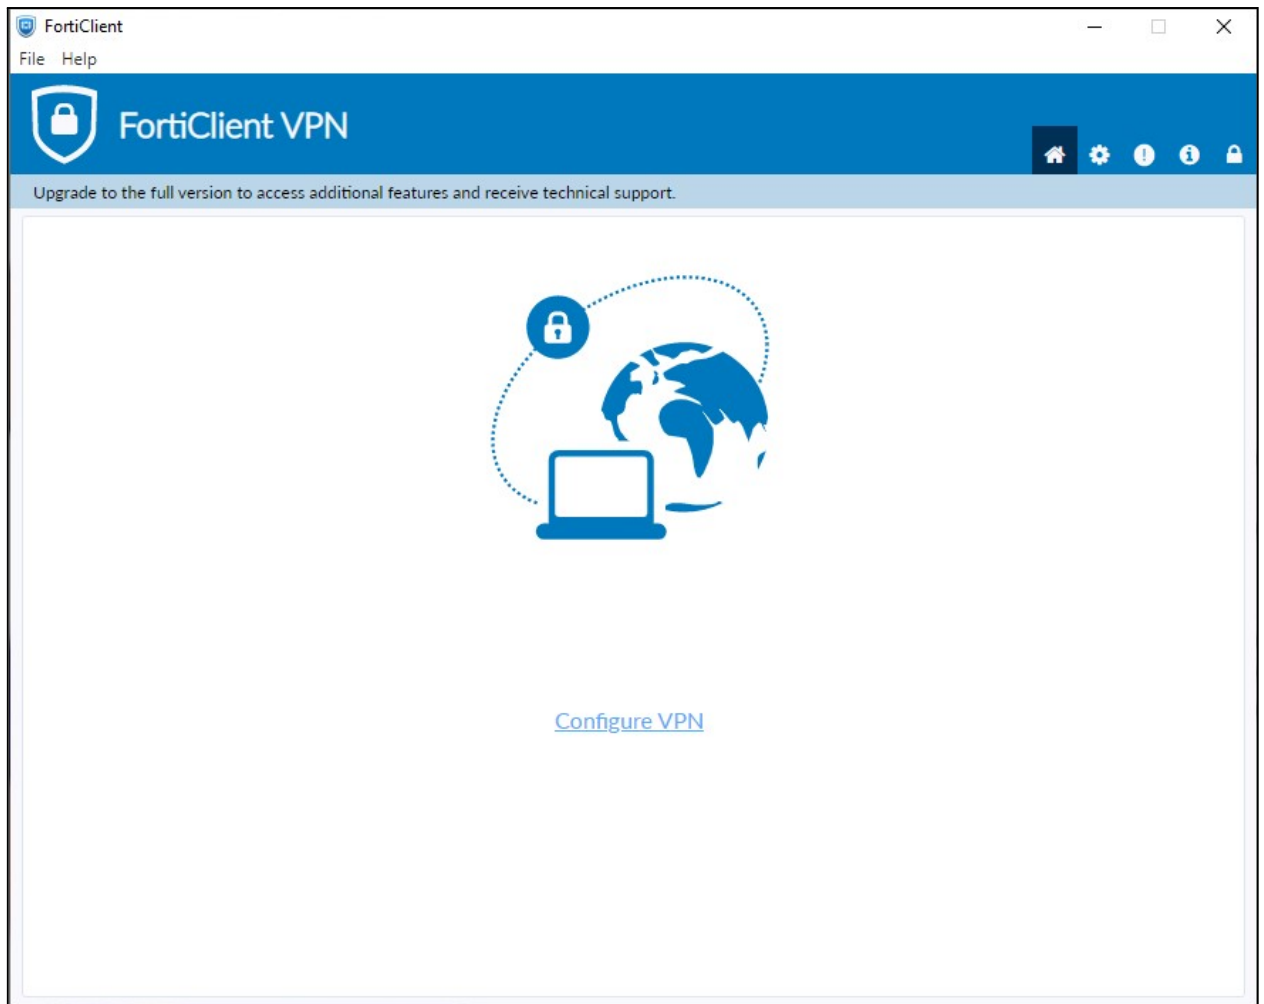 FortiClient
File Help
FortiClient VPN
Upgrade to the full version to access additional features and receive technical support.
Configure VPN